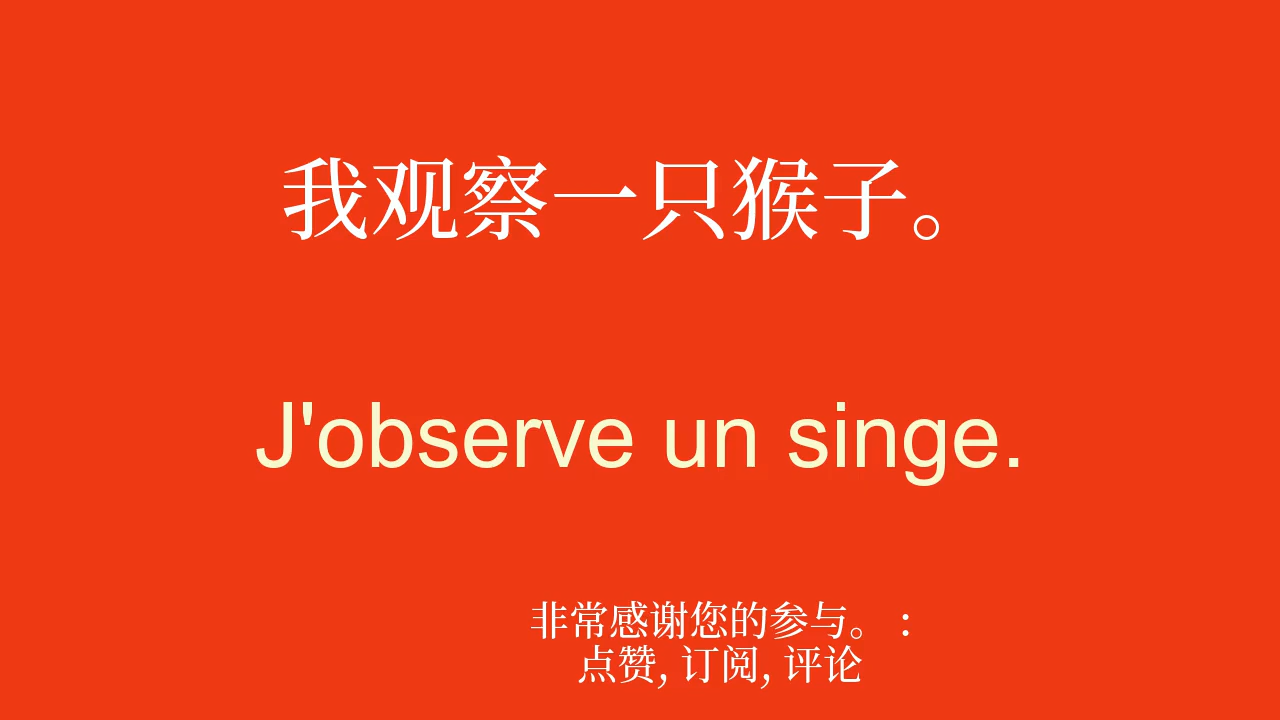 我观察一只猴子。
J'observe un singe.
非常感谢您的参与。 :
点赞, 订阅, 评论